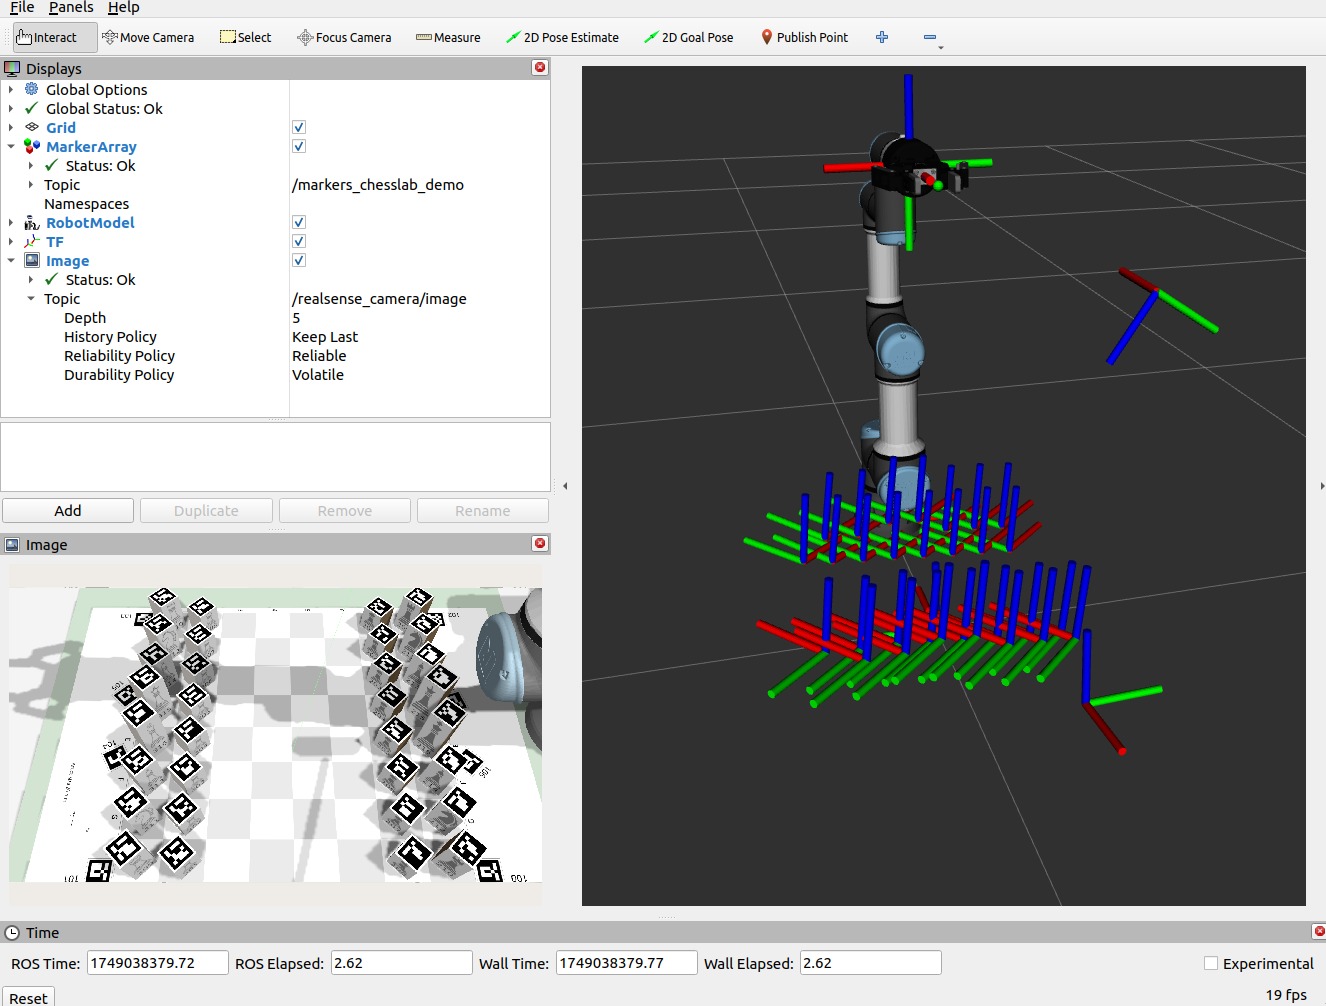 File Panels Help
Interact Move Camera Select Focus Camera Measure 2D Pose Estimate 2D Goal Pose Publish Point
Displays
Global Options
Global Status: Ok
Grid
MarkerArray
Status: Ok
Topic /markers_chesslab_demo
Namespaces
RobotModel
TF
Image
Status: Ok
Topic /realsense_camera/image
Depth 5
History Policy Keep Last
Reliability Policy Reliable
Durability Policy Volatile
Add Duplicate Remove Rename
Image
Time
ROS Time: 1749038379.72 ROS Elapsed: 2.62 Wall Time: 1749038379.77 Wall Elapsed: 2.62 Experimental
Reset 19 fps